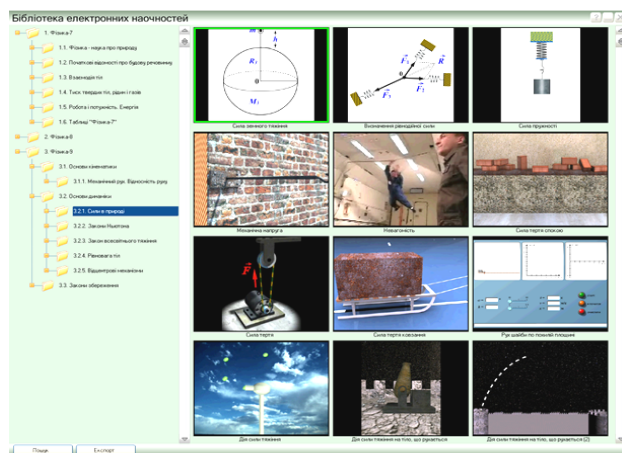 Бібліотека електронних наочностей
1. Фізика-7
1.1. Фізика - наука про природу
1.2. Початкові відомості про будову речовини
1.3. Взаємодія тіл
1.4. Тиск твердих тіл, рідин і газів
1.5. Робота і потужність. Енергія
1.6. Таблиці "Фізика-7"
2. Фізика-8
3. Фізика-9
3.1. Основи кінематики
3.1.1. Механічний рух. Відносність руху.
3.2. Основи динаміки
3.2.1. Сили в природі
3.2.2. Закони Ньютона
3.2.3. Закон всесвітнього тяжіння
3.2.4. Рівновага тіл
3.2.5. Відцентрові механізми
3.3. Закони збереження
Пошук
Експорт
m
h
R₃
M₃
Сила земного тяжіння
F₂
R
F₁
Визначення рівнодійної сили
Сила пружності
Механічна напруга
Невагомість
Сила тертя спокою
F
Сила тертя
Сила тертя ковзання
Рух шайби по похилій площині
Дія сили тяжіння
Дія сили тяжіння на тіло, що рухається
Дія сили тяжіння на тіло, що рухається (2)